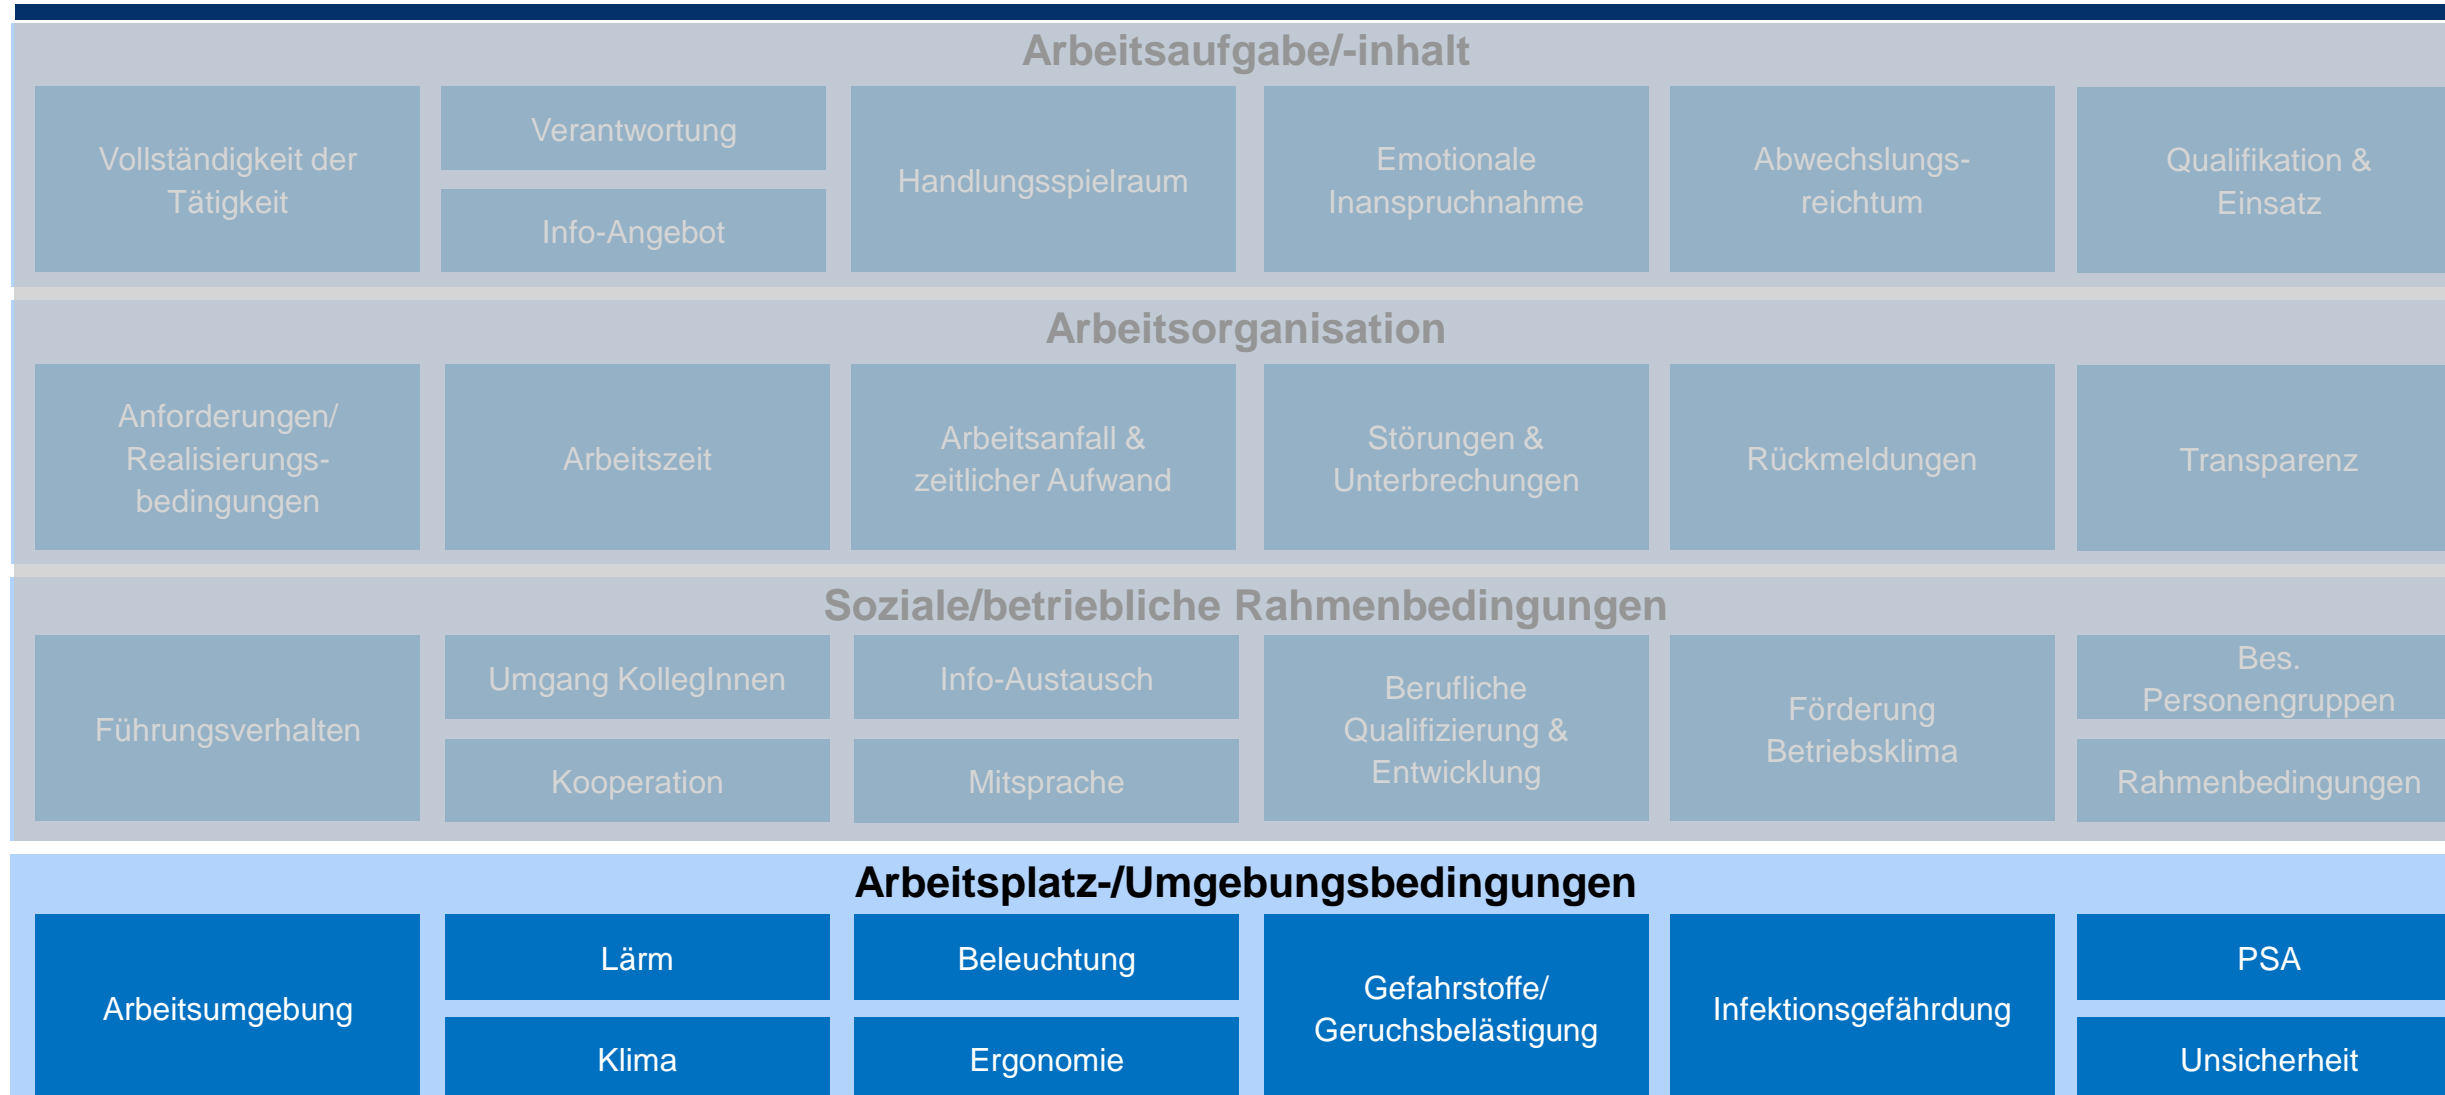 Arbeitsaufgabe/-inhalt
Vollständigkeit der
Tätigkeit
Verantwortung
Info-Angebot
Handlungsspielraum
Emotionale
Inanspruchnahme
Abwechslungs-
reichtum
Qualifikation &
Einsatz
Arbeitsorganisation
Anforderungen/
Realisierungs-
bedingungen
Arbeitszeit
Arbeitsanfall &
zeitlicher Aufwand
Störungen &
Unterbrechungen
Rückmeldungen
Transparenz
Soziale/betriebliche Rahmenbedingungen
Führungsverhalten
Umgang KollegInnen
Kooperation
Info-Austausch
Mitsprache
Berufliche
Qualifizierung &
Entwicklung
Förderung
Betriebsklima
Bes.
Personengruppen
Rahmenbedingungen
Arbeitsplatz-/Umgebungsbedingungen
Arbeitsumgebung
Lärm
Klima
Beleuchtung
Ergonomie
Gefahrstoffe/
Geruchsbelästigung
Infektionsgefährdung
PSA
Unsicherheit